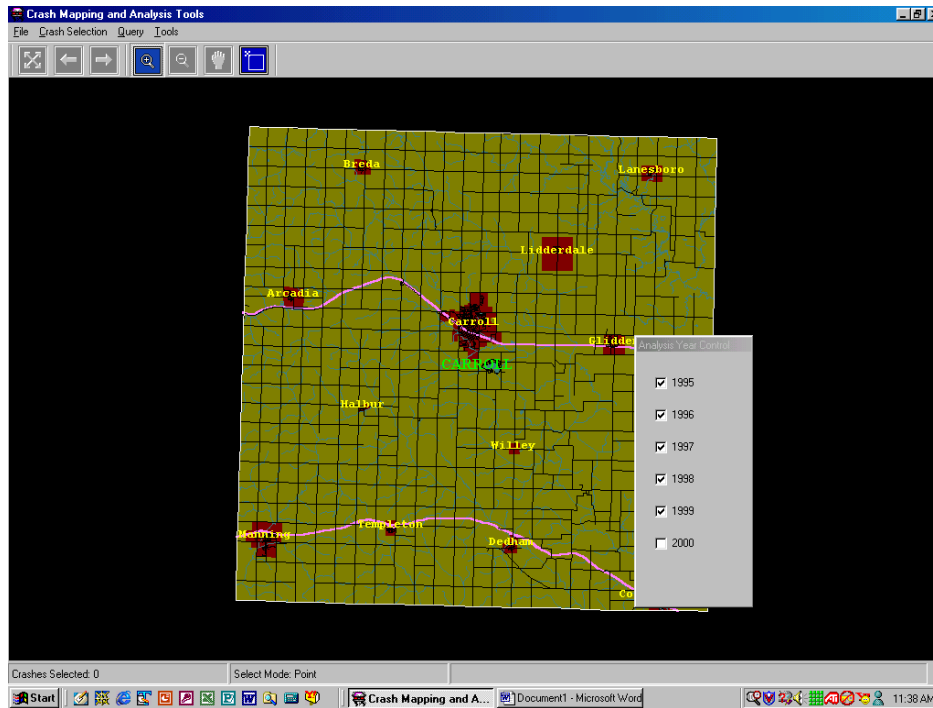 Crash Mapping and Analysis Tools
File Crash Selection Query Tools
Breda
Lanesboro
Lidderdale
Arcadia
Carroll
Glidden
CARROLL
Analysis Year Control
1995
1996
1997
1998
1999
2000
Halbur
Willey
Templeton
Manning
Dedham
Co
Crashes Selected: 0 Select Mode: Point
Start Crash Mapping and A... Document1 - Microsoft Word 11:38 AM